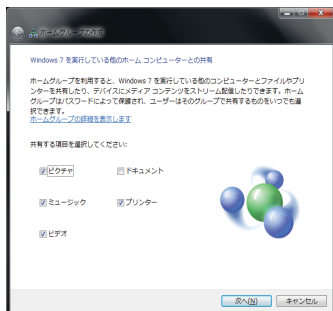 ホームグループの作成
Windows 7 を実行している他のホーム コンピューターとの共有
ホームグループを利用すると、Windows 7 を実行している他のコンピューターとファイルやプリ
ンターを共有したり、デバイスにメディア コンテンツをストリーム配信したりできます。ホーム
グループはパスワードによって保護され、ユーザーはそのグループで共有するものをいつでも選
択できます。
ホームグループの詳細を表示します
共有する項目を選択してください:
ピクチャ ドキュメント
ミュージック プリンター
ビデオ
次へ(N) キャンセル